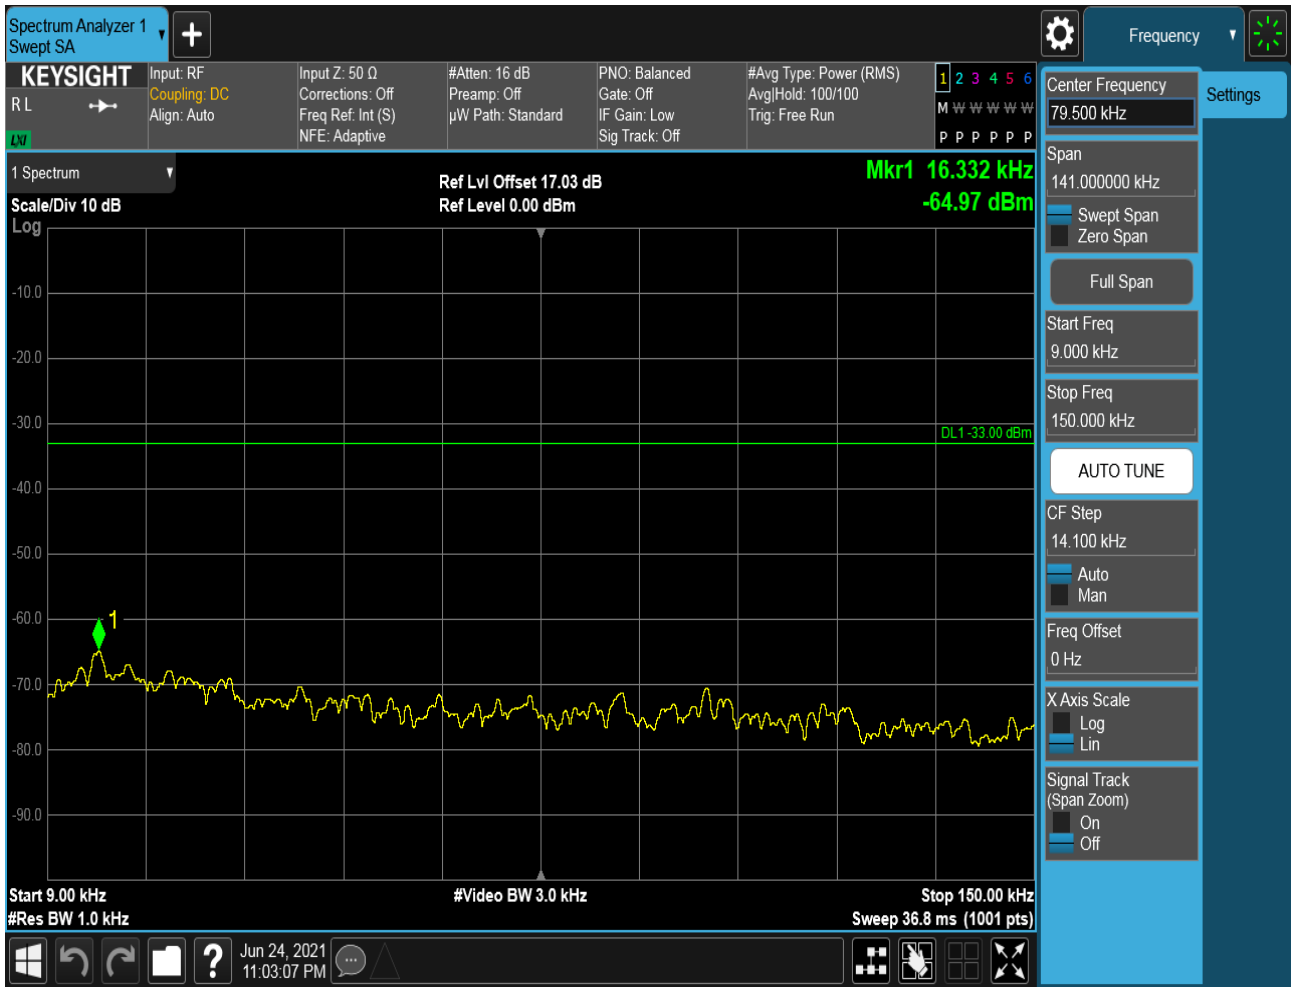 Spectrum Analyzer 1
Swept SA
Frequency
KEYSIGHT
R L
LXI
Input: RF
Coupling: DC
Align: Auto
Input Z: 50 Ω
Corrections: Off
Freq Ref: Int (S)
NFE: Adaptive
#Atten: 16 dB
Preamp: Off
µW Path: Standard
PNO: Balanced
Gate: Off
IF Gain: Low
Sig Track: Off
#Avg Type: Power (RMS)
Avg|Hold: 100/100
Trig: Free Run
1 2 3 4 5 6
M W W W W W
P P P P P P
1 Spectrum
Scale/Div 10 dB
Log
Ref Lvl Offset 17.03 dB
Ref Level 0.00 dBm
Mkr1 16.332 kHz
-64.97 dBm
-10.0
-20.0
-30.0
DL1 -33.00 dBm
-40.0
-50.0
-60.0
1
-70.0
-80.0
-90.0
Start 9.00 kHz
#Video BW 3.0 kHz
Stop 150.00 kHz
#Res BW 1.0 kHz
Sweep 36.8 ms (1001 pts)
?
Jun 24, 2021
11:03:07 PM
Center Frequency
79.500 kHz
Settings
Span
141.000000 kHz
Swept Span
Zero Span
Full Span
Start Freq
9.000 kHz
Stop Freq
150.000 kHz
AUTO TUNE
CF Step
14.100 kHz
Auto
Man
Freq Offset
0 Hz
X Axis Scale
Log
Lin
Signal Track
(Span Zoom)
On
Off